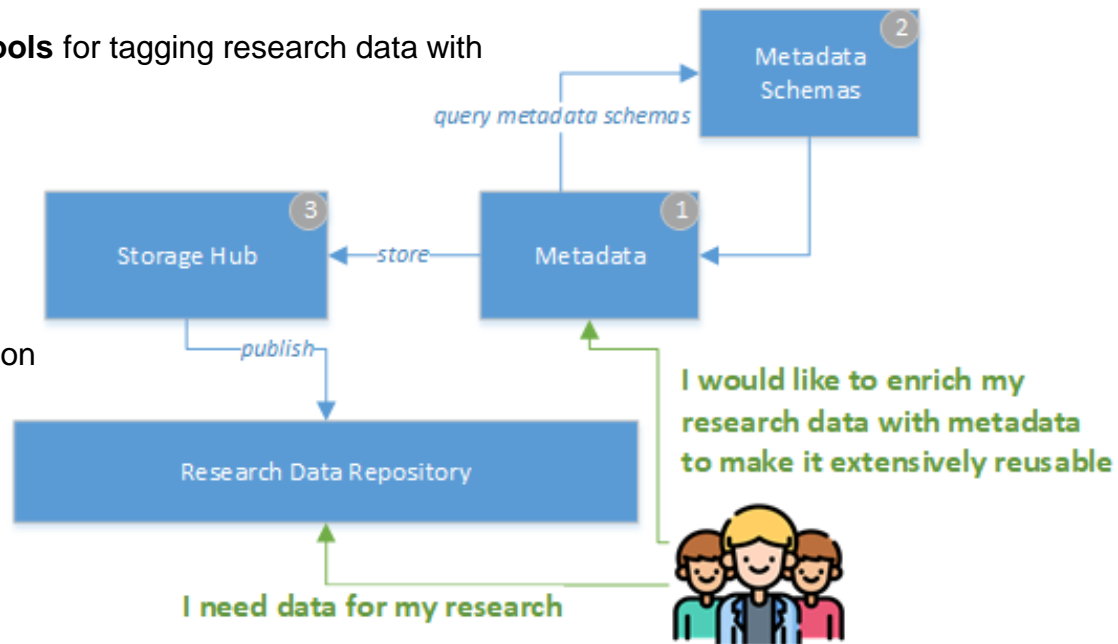 ools for tagging research data with
2
Metadata
Schemas
query metadata schemas
3
Storage Hub
store
1
Metadata
on
publish
I would like to enrich my
research data with metadata
to make it extensively reusable
Research Data Repository
I need data for my research